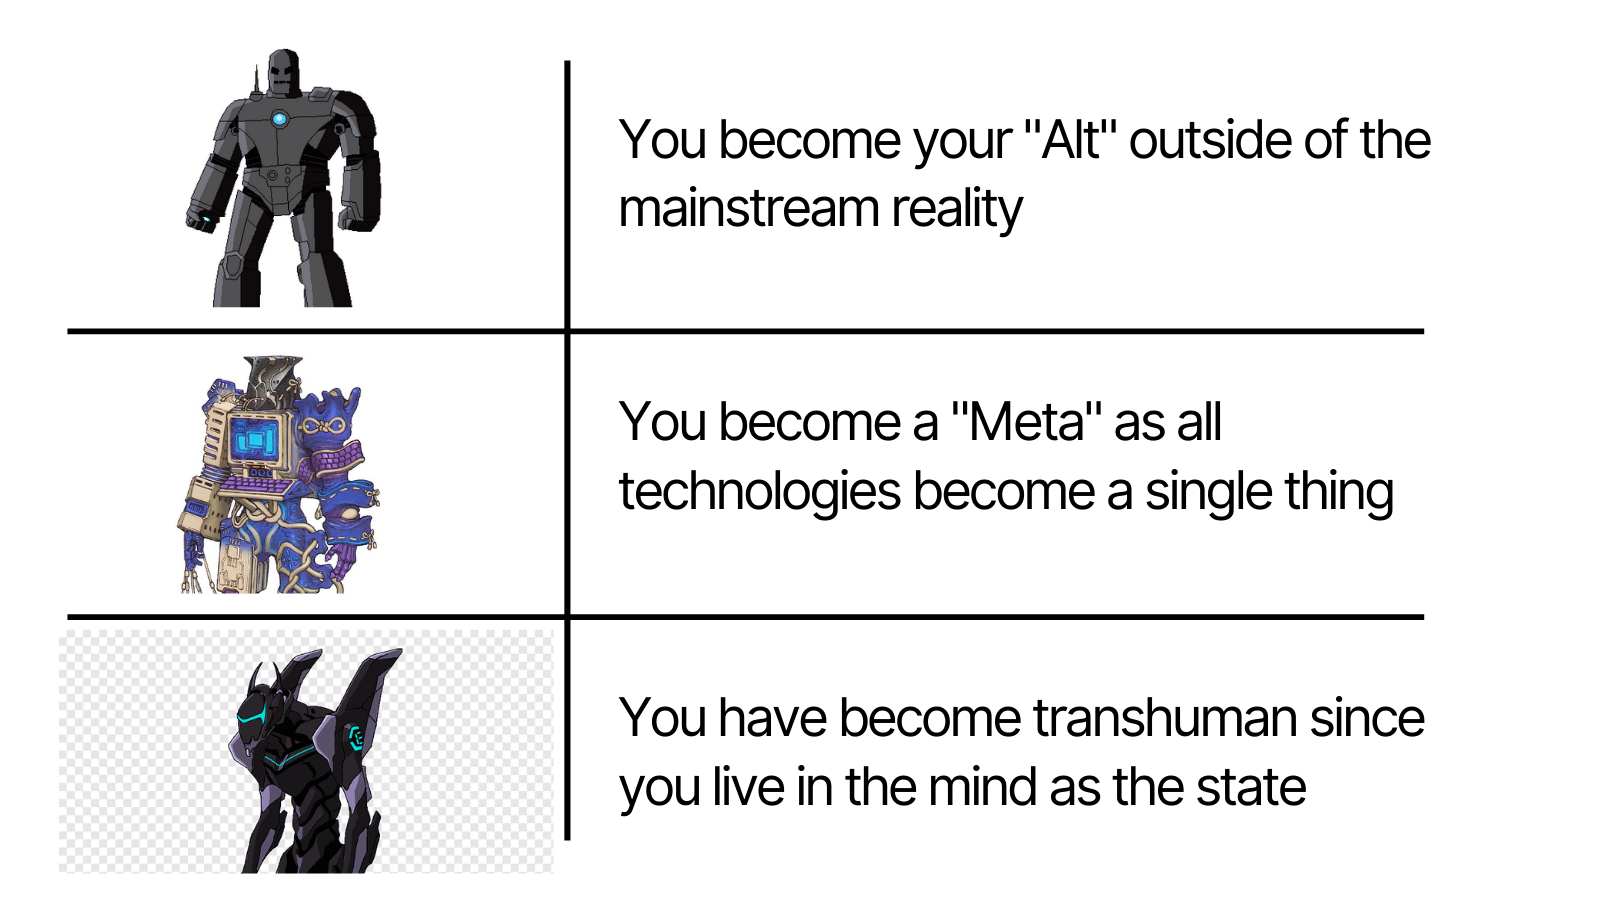 You become your "Alt" outside of the
mainstream reality
You become a "Meta" as all
technologies become a single thing
You have become transhuman since
you live in the mind as the state